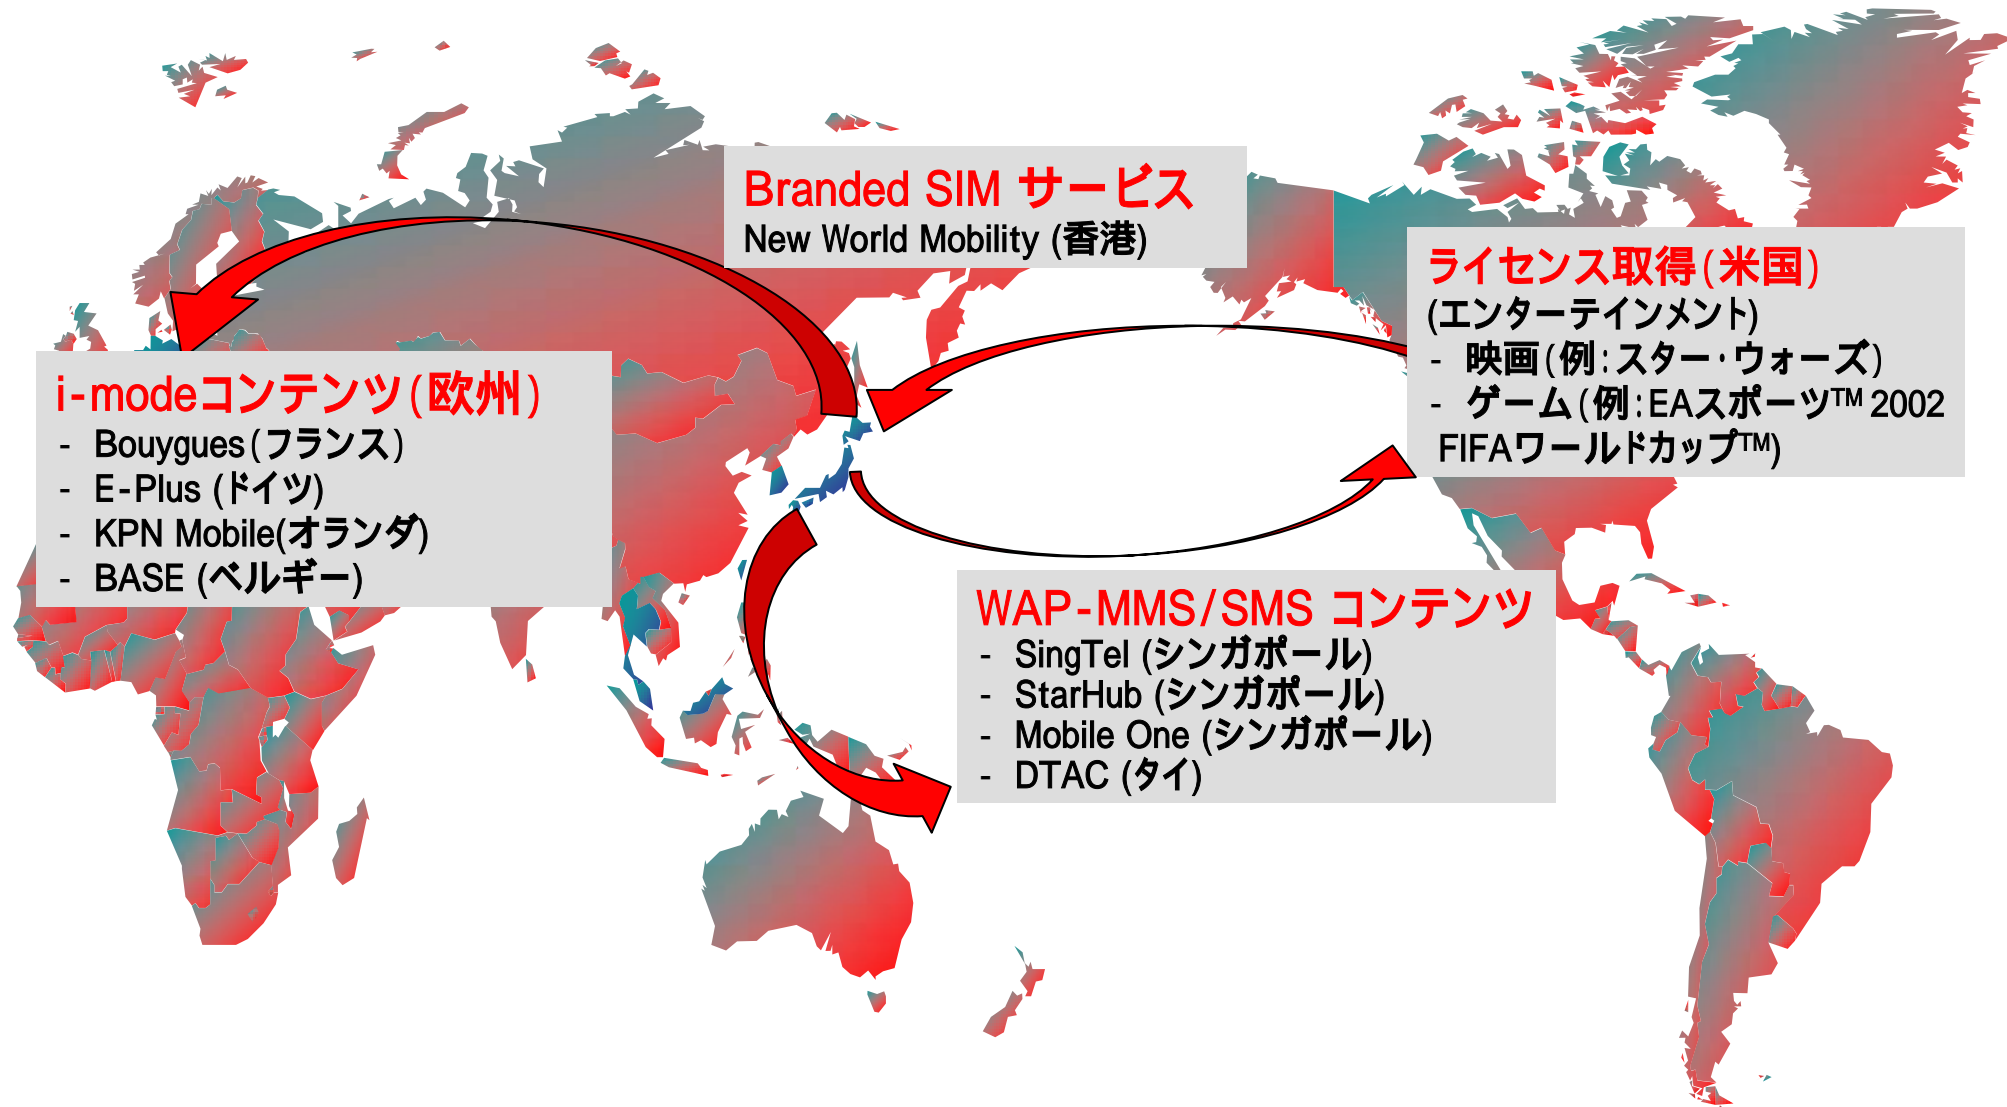 Branded SIM サービス
New World Mobility (香港)
ライセンス取得(米国)
(エンターテインメント)
- 映画(例:スター・ウォーズ)
- ゲーム(例:EAスポーツ™ 2002
FIFAワールドカップ™)
i-modeコンテンツ(欧州)
- Bouygues(フランス)
- E-Plus (ドイツ)
- KPN Mobile(オランダ)
- BASE (ベルギー)
WAP-MMS/SMS コンテンツ
- SingTel (シンガポール)
- StarHub (シンガポール)
- Mobile One (シンガポール)
- DTAC (タイ)